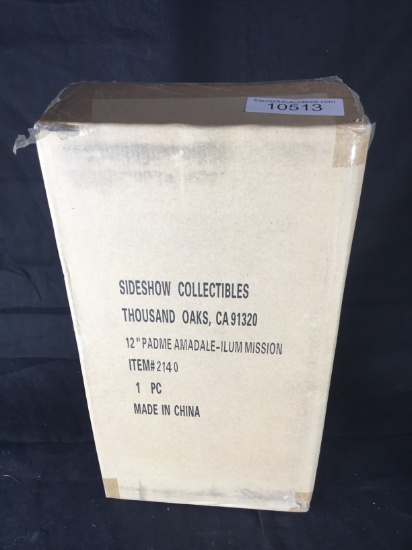 10513
SIDESHOW COLLECTIBLES
THOUSAND OAKS, CA 91320
12" PADME AMADALE-ILUM MISSION
ITEM# 2140
1 PC
MADE IN CHINA